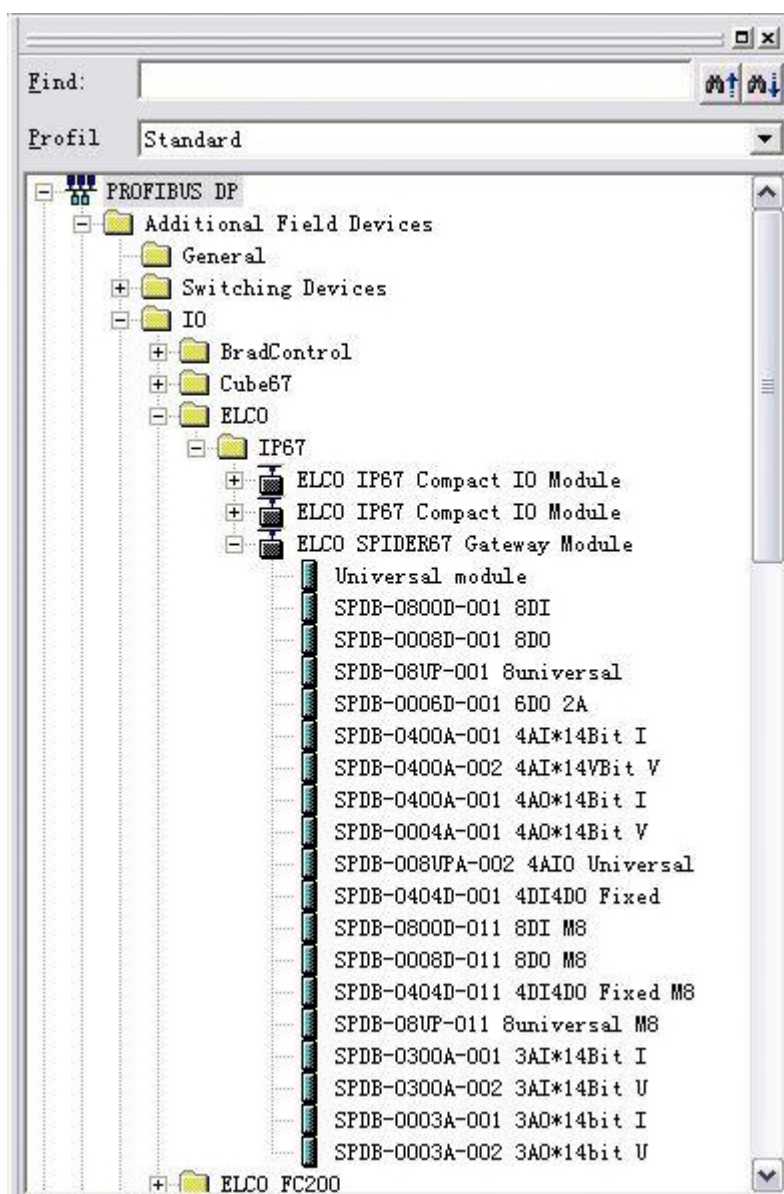 Find:
Profil Standard
PROFIBUS DP
Additional Field Devices
General
Switching Devices
IO
BradControl
Cube67
ELCO
IP67
ELCO IP67 Compact IO Module
ELCO IP67 Compact IO Module
ELCO SPIDER67 Gateway Module
Universal module
SPDB-0800D-001 8DI
SPDB-0008D-001 8DO
SPDB-08UP-001 8universal
SPDB-0006D-001 6DO 2A
SPDB-0400A-001 4AI*14Bit I
SPDB-0400A-002 4AI*14VBit V
SPDB-0400A-001 4AO*14Bit I
SPDB-0004A-001 4AO*14Bit V
SPDB-008UPA-002 4AIO Universal
SPDB-0404D-001 4DI4DO Fixed
SPDB-0800D-011 8DI M8
SPDB-0008D-011 8DO M8
SPDB-0404D-011 4DI4DO Fixed M8
SPDB-08UP-011 8universal M8
SPDB-0300A-001 3AI*14Bit I
SPDB-0300A-002 3AI*14Bit U
SPDB-0003A-001 3AO*14bit I
SPDB-0003A-002 3AO*14bit U
ELCO FC200